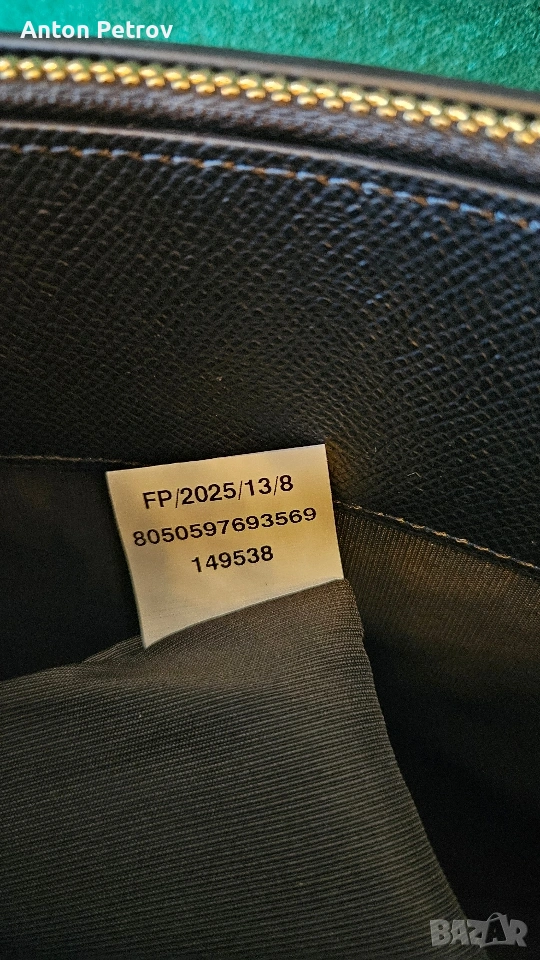 Anton Petrov
FP/2025/13/8
8050597693569
149538
BAZAR